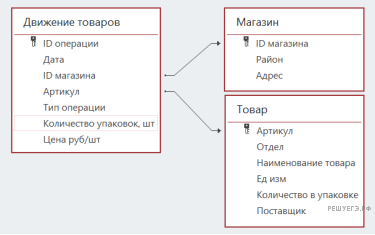 Движение товаров
ID операции
Дата
ID магазина
Артикул
Тип операции
Количество упаковок, шт
Цена руб/шт
Магазин
ID магазина
Район
Адрес
Товар
Артикул
Отдел
Наименование товара
Ед изм
Количество в упаковке
Поставщик
РЕШУЕГЭ.РФ